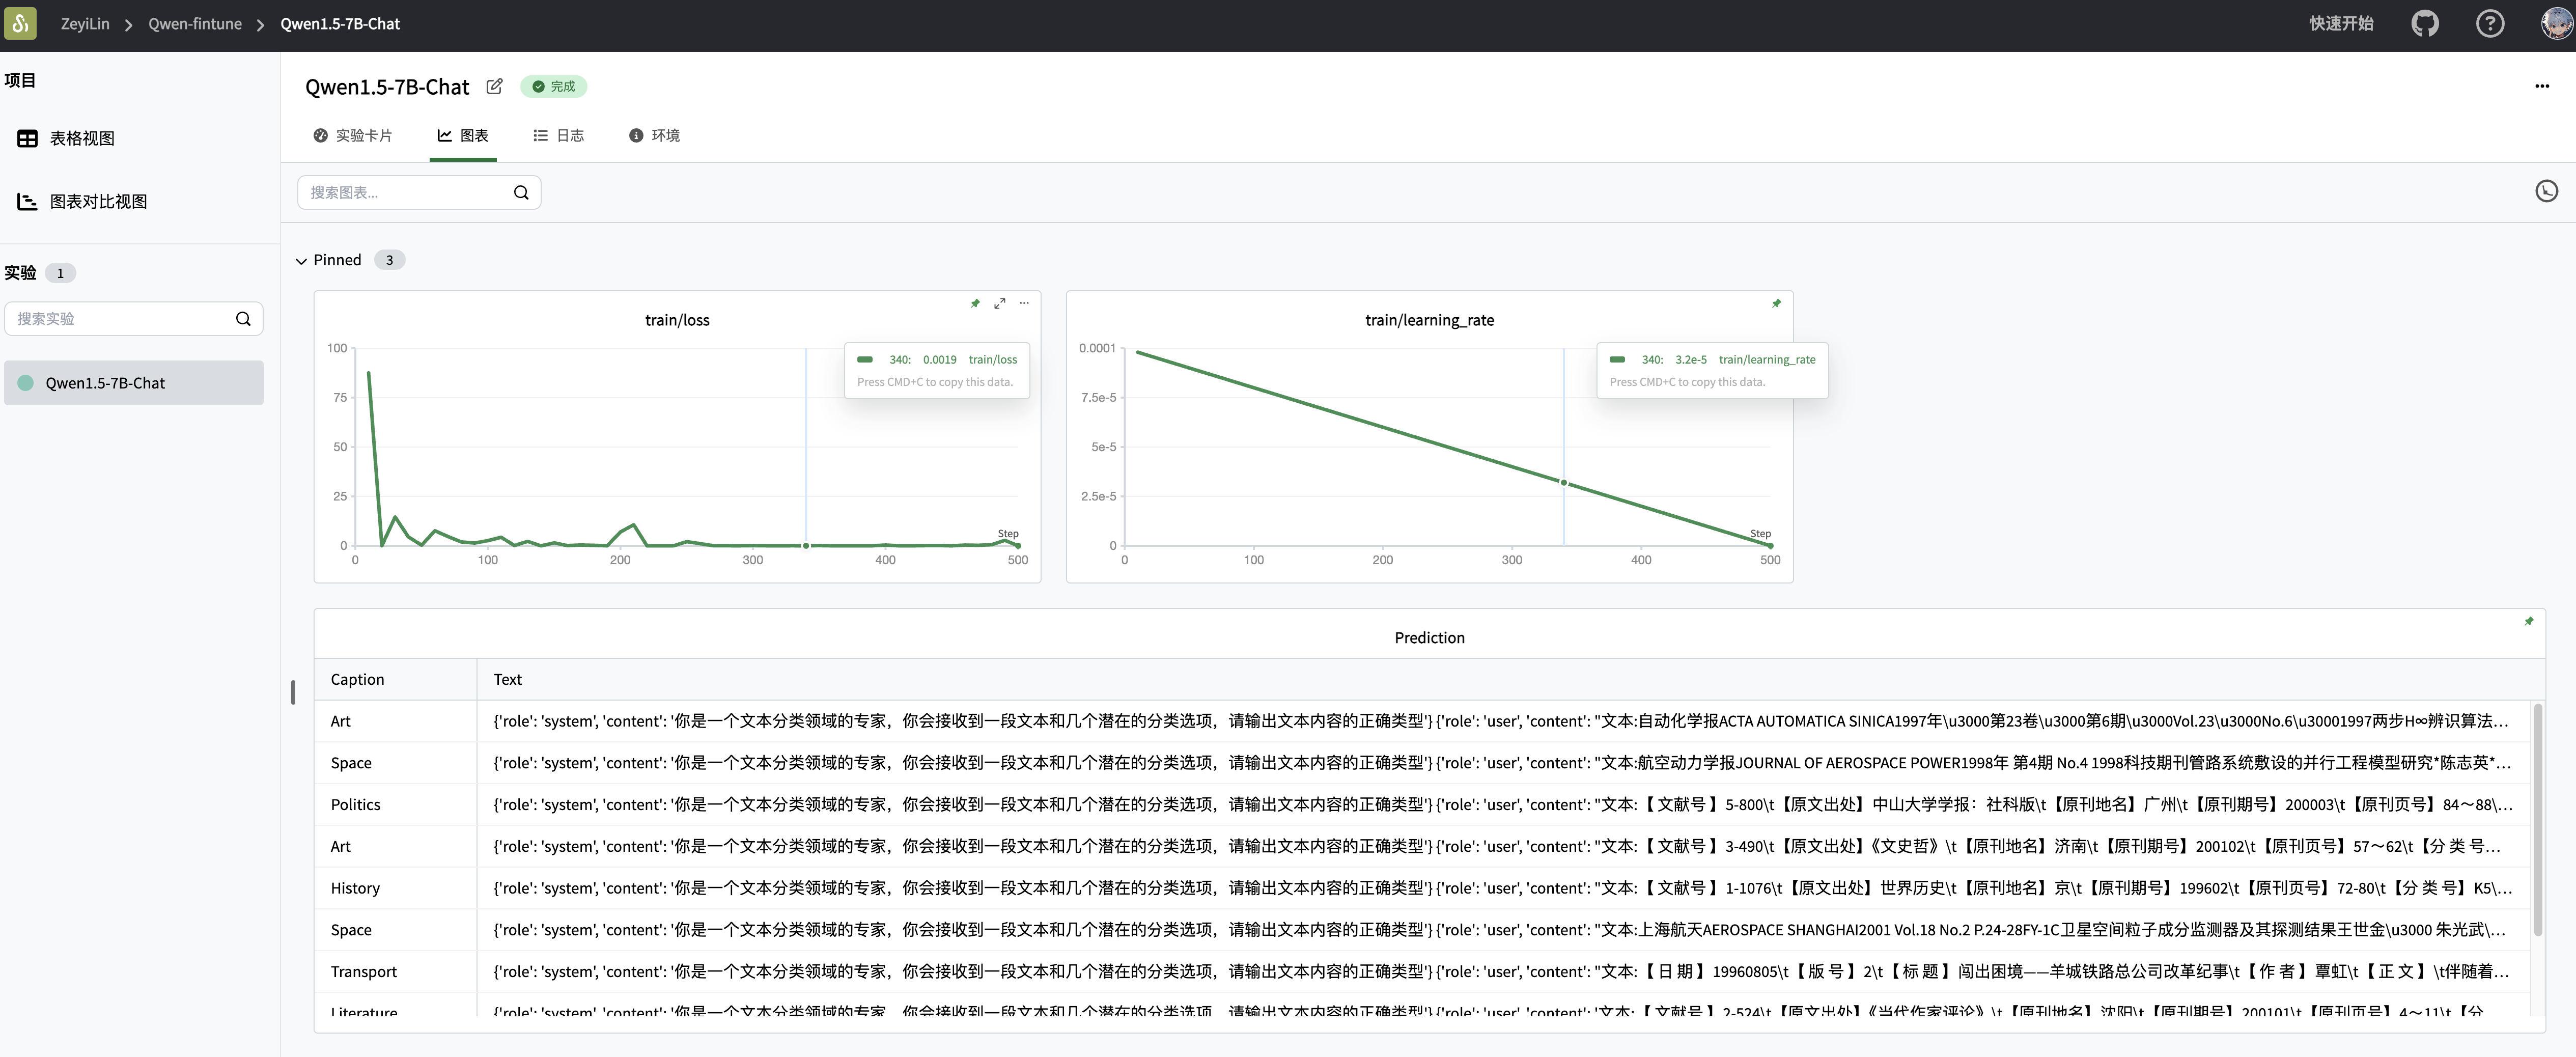 ZeyiLin > Qwen-fintune > Qwen1.5-7B-Chat
快速开始
项目
表格视图
图表对比视图
实验 1
搜索实验
Qwen1.5-7B-Chat
Qwen1.5-7B-Chat 完成
实验卡片 图表 日志 环境
搜索图表...
Pinned 3
train/loss
340: 0.0019 train/loss
Press CMD+C to copy this data.
100
75
50
25
0
Step
0 100 200 300 400 500
train/learning_rate
340: 3.2e-5 train/learning_rate
Press CMD+C to copy this data.
0.0001
7.5e-5
5e-5
2.5e-5
0
Step
0 100 200 300 400 500
Prediction
Caption Text
Art {'role': 'system', 'content': '你是一个文本分类领域的专家，你会接收到一段文本和几个潜在的分类选项，请输出文本内容的正确类型'} {'role': 'user', 'content': "文本:自动化学报ACTA AUTOMATICA SINICA1997年\u3000第23卷\u3000第6期\u3000Vol.23\u3000No.6\u30001997两步H∞辨识算法...
Space {'role': 'system', 'content': '你是一个文本分类领域的专家，你会接收到一段文本和几个潜在的分类选项，请输出文本内容的正确类型'} {'role': 'user', 'content': "文本:航空动力学报JOURNAL OF AEROSPACE POWER1998年 第4期 No.4 1998科技期刊管路系统敷设的并行工程模型研究*陈志英*...
Politics {'role': 'system', 'content': '你是一个文本分类领域的专家，你会接收到一段文本和几个潜在的分类选项，请输出文本内容的正确类型'} {'role': 'user', 'content': "文本:【 文献号 】5-800\t【原文出处】中山大学学报：社科版\t【原刊地名】广州\t【原刊期号】200003\t【原刊页号】84～88\...
Art {'role': 'system', 'content': '你是一个文本分类领域的专家，你会接收到一段文本和几个潜在的分类选项，请输出文本内容的正确类型'} {'role': 'user', 'content': "文本:【 文献号 】3-490\t【原文出处】《文史哲》\t【原刊地名】济南\t【原刊期号】200102\t【原刊页号】57～62\t【分 类 号...
History {'role': 'system', 'content': '你是一个文本分类领域的专家，你会接收到一段文本和几个潜在的分类选项，请输出文本内容的正确类型'} {'role': 'user', 'content': "文本:【 文献号 】1-1076\t【原文出处】世界历史\t【原刊地名】京\t【原刊期号】199602\t【原刊页号】72-80\t【分 类 号】K5\...
Space {'role': 'system', 'content': '你是一个文本分类领域的专家，你会接收到一段文本和几个潜在的分类选项，请输出文本内容的正确类型'} {'role': 'user', 'content': "文本:上海航天AEROSPACE SHANGHAI2001 Vol.18 No.2 P.24-28FY-1C卫星空间粒子成分监测器及其探测结果王世金\u3000 朱光武\...
Transport {'role': 'system', 'content': '你是一个文本分类领域的专家，你会接收到一段文本和几个潜在的分类选项，请输出文本内容的正确类型'} {'role': 'user', 'content': "文本:【 日 期 】19960805\t【 版 号 】2\t【 标 题 】闯出困境——羊城铁路总公司改革纪事\t【 作 者 】覃虹\t【 正 文 】\t伴随着...
Literature {'role': 'system', 'content': '你是一个文本分类领域的专家，你会接收到一段文本和几个潜在的分类选项，请输出文本内容的正确类型'} {'role': 'user', 'content': '文本:【 文献号 】2-524\t【原文出处】《当代作家评论》\t【原刊地名】沈阳\t【原刊期号】200101\t【原刊页号】4～11\t【分